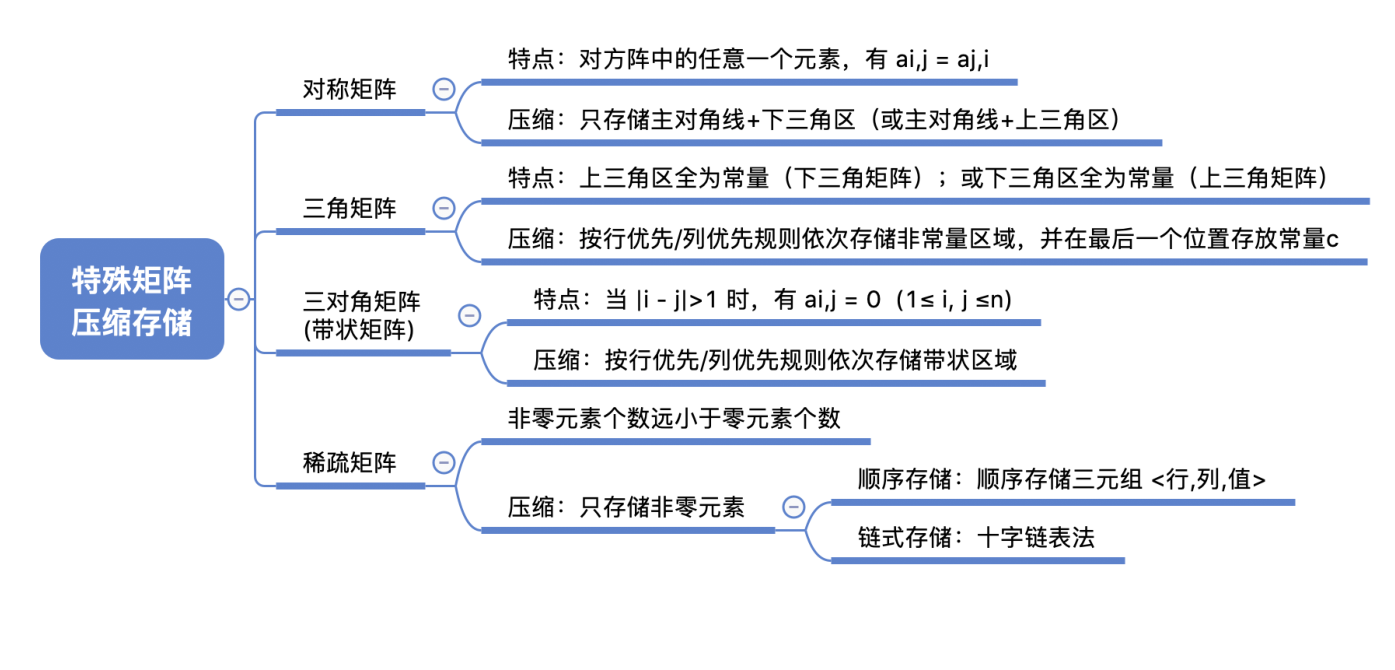 特殊矩阵
压缩存储
对称矩阵
特点：对方阵中的任意一个元素，有 ai,j = aj,i
压缩：只存储主对角线+下三角区（或主对角线+上三角区）
三角矩阵
特点：上三角区全为常量（下三角矩阵）；或下三角区全为常量（上三角矩阵）
压缩：按行优先/列优先规则依次存储非常量区域，并在最后一个位置存放常量c
三对角矩阵
(带状矩阵)
特点：当 |i - j|>1 时，有 ai,j = 0（1≤ i, j ≤n)
压缩：按行优先/列优先规则依次存储带状区域
稀疏矩阵
非零元素个数远小于零元素个数
压缩：只存储非零元素
顺序存储：顺序存储三元组 <行,列,值>
链式存储：十字链表法